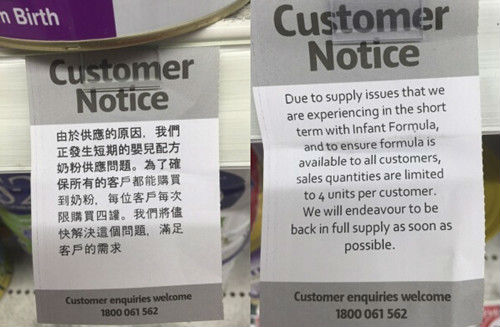 m Birth
Customer
Notice
由於供應的原因，我們
正發生短期的嬰兒配方
奶粉供應問題。為了確
保所有的客戶都能購買
到奶粉，每位客戶每次
限購買四罐。我們將儘
快解決這個問題，滿足
客戶的需求
Customer enquiries welcome
1800 061 562
Customer
Notice
Due to supply issues that we
are experiencing in the short
term with Infant Formula,
and to ensure formula is
available to all customers,
sales quantities are limited
to 4 units per customer.
We will endeavour to be
back in full supply as soon as
possible.
Customer enquiries welcome
1800 061 562